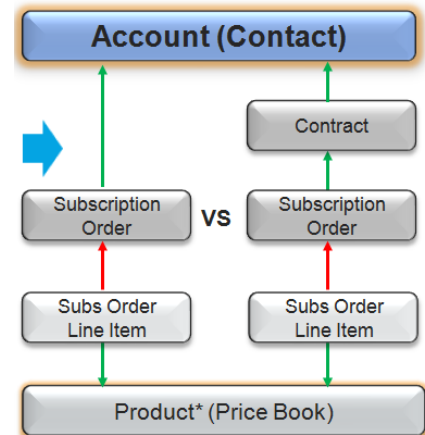 Account (Contact)
Contract
Subscription
Order
VS
Subscription
Order
Subs Order
Line Item
Subs Order
Line Item
Product* (Price Book)